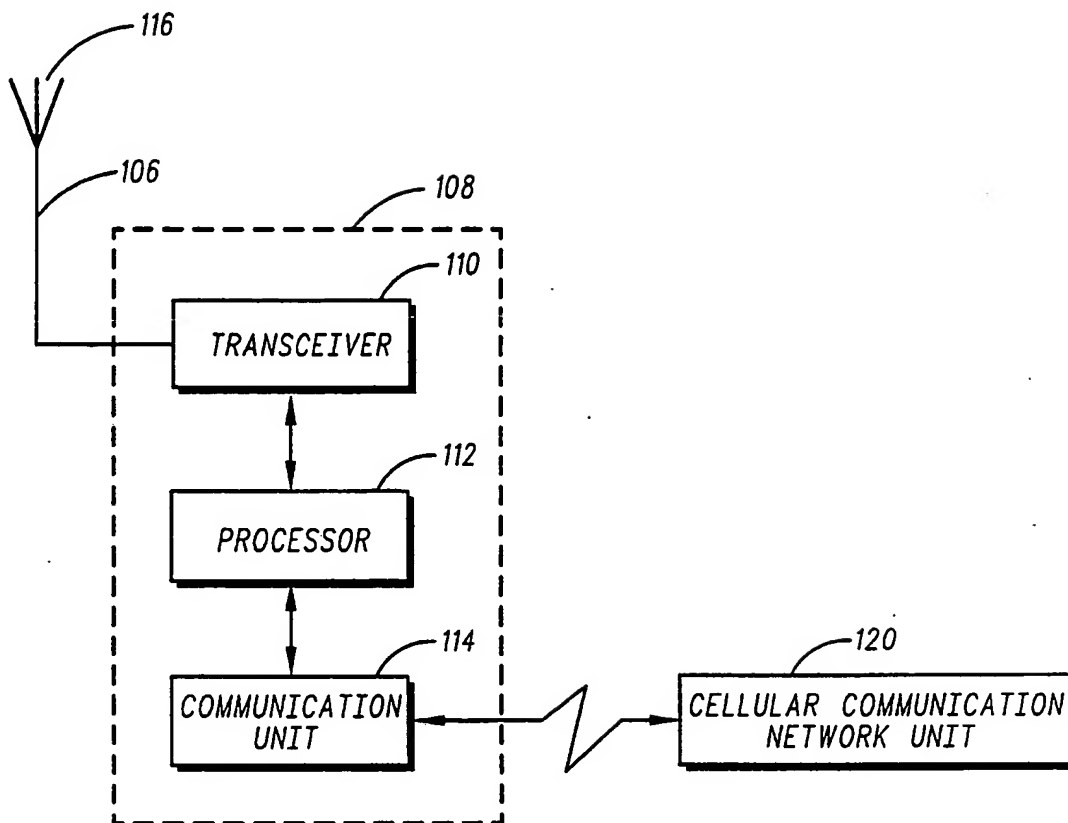 116
106
108
110
TRANSCEIVER
112
PROCESSOR
114
COMMUNICATION
UNIT
120
CELLULAR COMMUNICATION
NETWORK UNIT